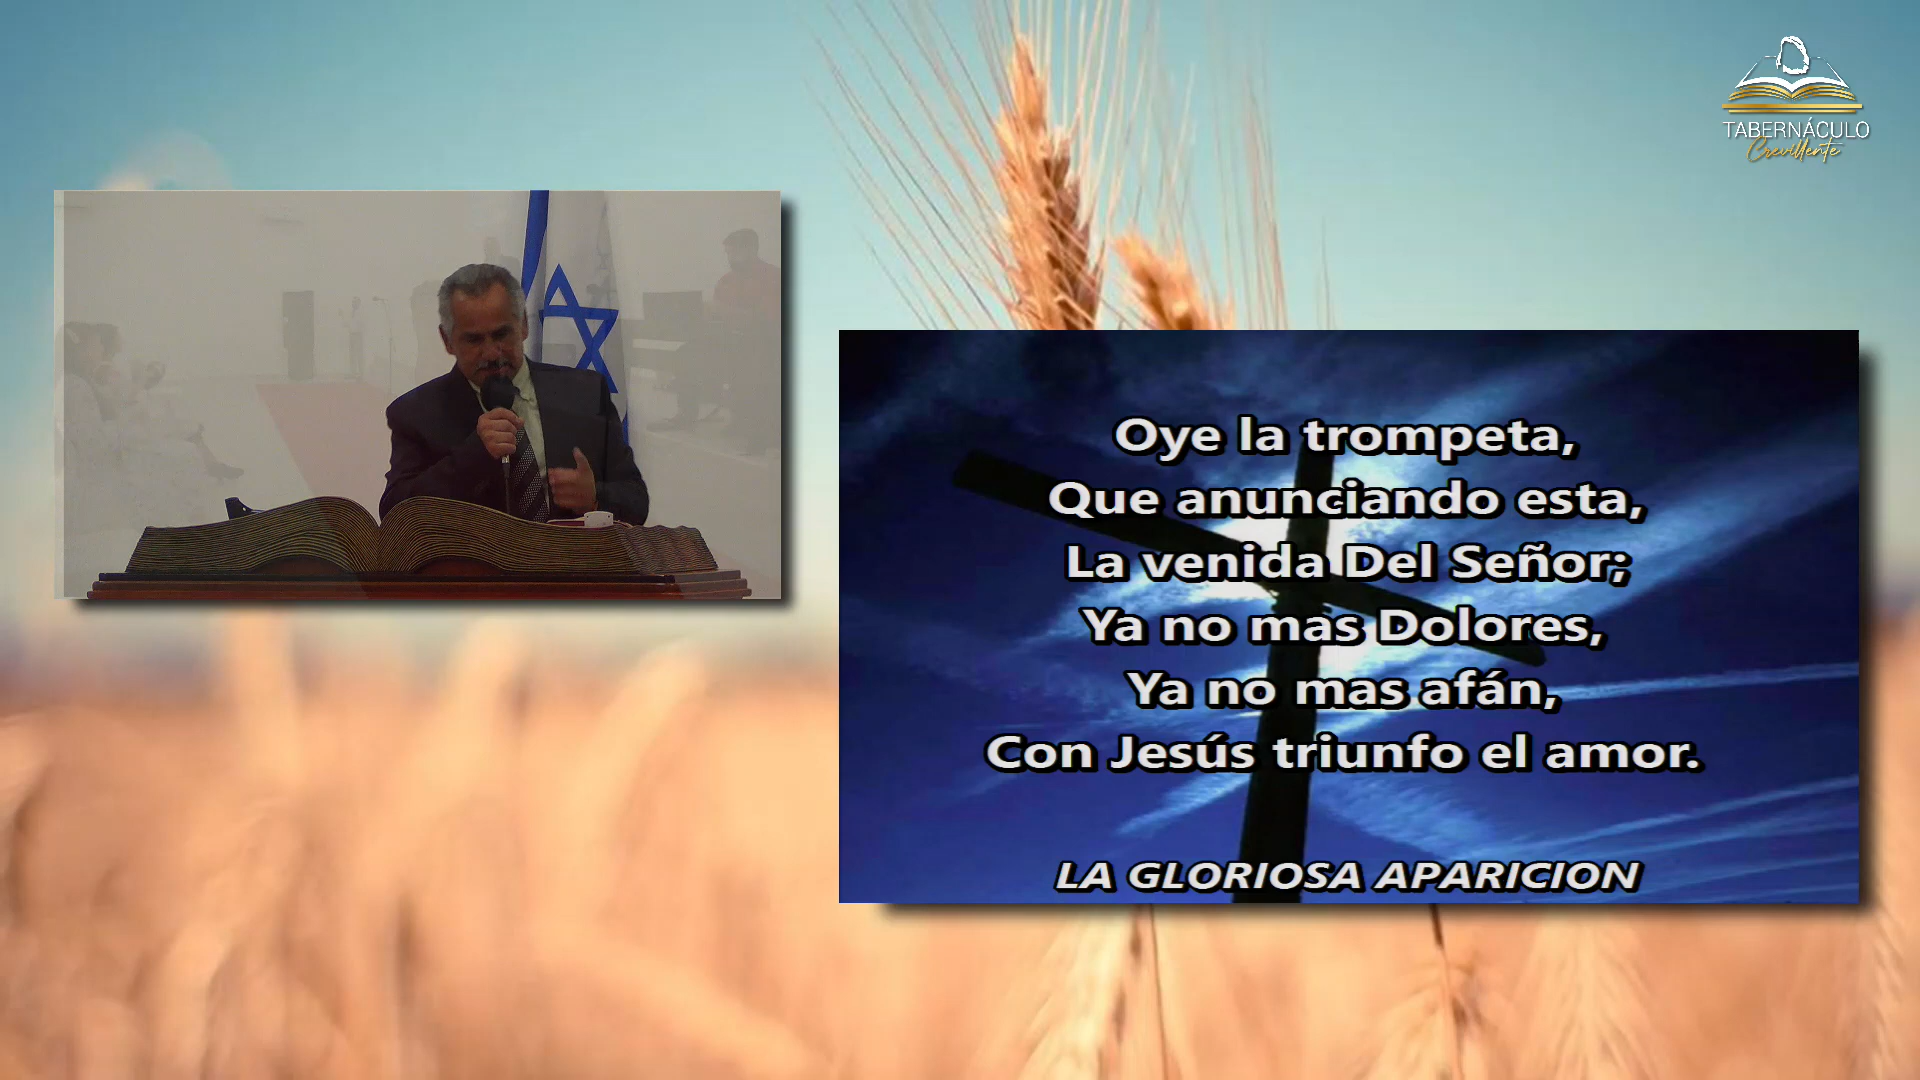 TABERNÁCULO
Crevillente
Oye la trompeta,
Que anunciando esta,
La venida Del Señor;
Ya no mas Dolores,
Ya no mas afán,
Con Jesús triunfo el amor.
LA GLORIOSA APARICION